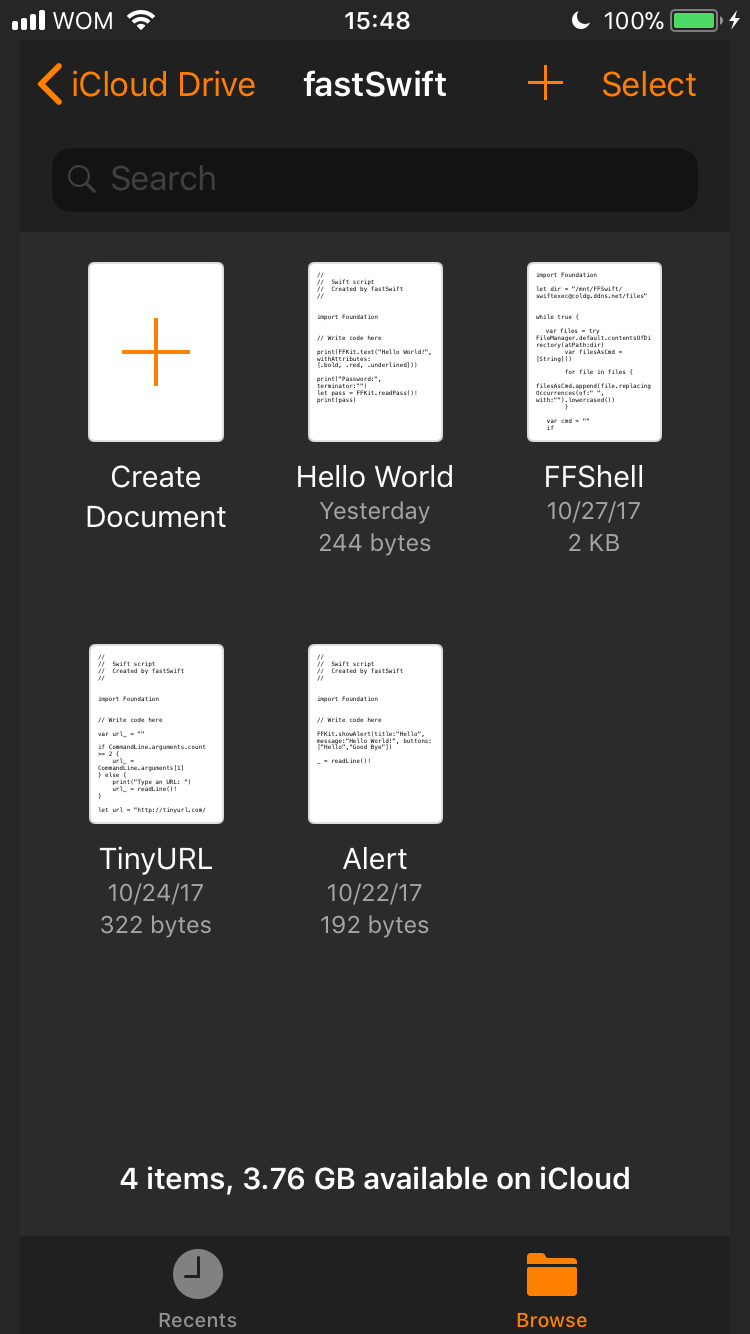 WOM 15:48 100%
iCloud Drive fastSwift Select
Search
//
//  Swift script
//  Created by fastSwift
//
import Foundation
// Write code here
print(FFKit.text("Hello World!",
withAttributes:
[.bold, .red, .underlined]))
print("Password:",
terminator:"")
let pass = FFKit.readPass()!
print(pass)
import Foundation
let dir = "/mnt/FFSwift/
swiftexec@coldg.ddns.net/files"
while true {
var files = try
FileManager.default.contentsOfDi
rectory(atPath:dir)
var filesAsCmd =
[String]()
for file in files {
filesAsCmd.append(file.replacing
Occurrences(of:" ",
with:"").lowercased())
}
var cmd = ""
if
Create
Document
Hello World
Yesterday
244 bytes
FFShell
10/27/17
2 KB
//
//  Swift script
//  Created by fastSwift
//
import Foundation
// Write code here
var url_ = ""
if CommandLine.arguments.count
>= 2 {
url_ =
CommandLine.arguments[1]
} else {
print("Type an URL: ")
url_ = readLine()!
}
let url = "http://tinyurl.com/
//
//  Swift script
//  Created by fastSwift
//
import Foundation
// Write code here
FFKit.showAlert(title:"Hello",
message:"Hello World!", buttons:
["Hello","Good Bye"])
_ = readLine()!
TinyURL
10/24/17
322 bytes
Alert
10/22/17
192 bytes
4 items, 3.76 GB available on iCloud
Recents Browse